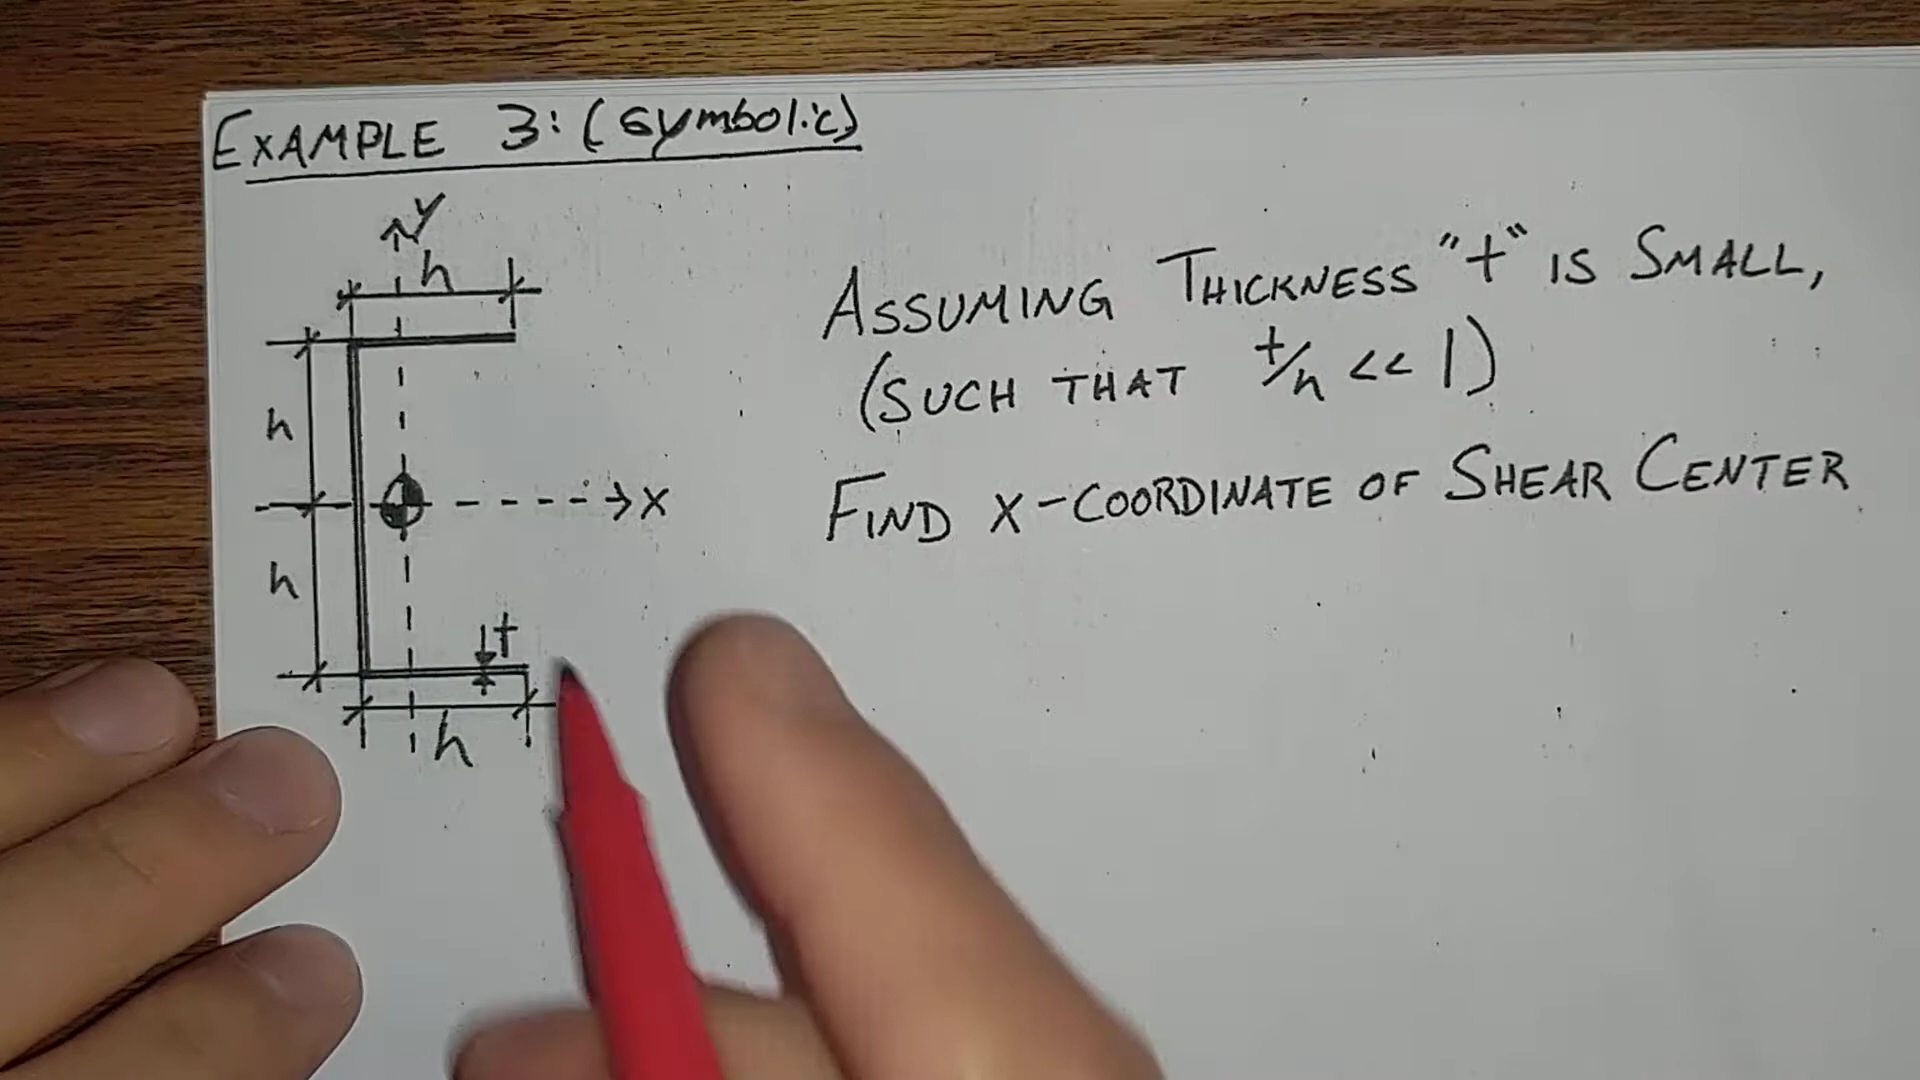 EXAMPLE 3: (symbolic)
Y
h
h
X
h
t
h
ASSUMING THICKNESS "t" IS SMALL,
(SUCH THAT t/h << 1)
FIND X-COORDINATE OF SHEAR CENTER